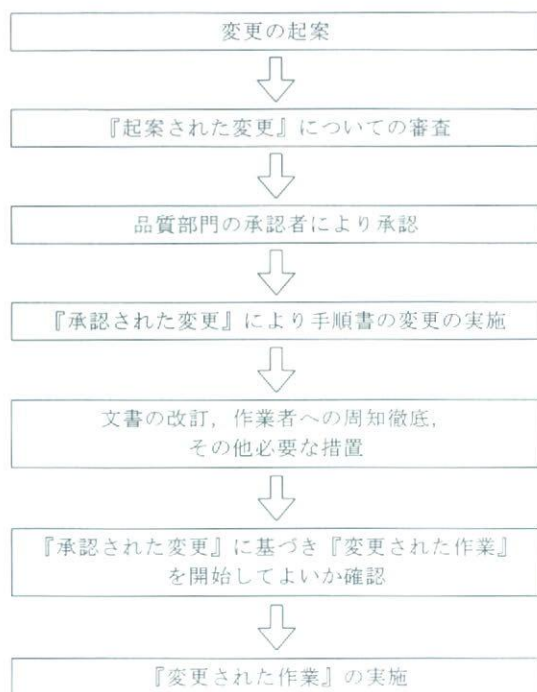 変更の起案
『起案された変更』についての審査
品質部門の承認者により承認
『承認された変更』により手順書の変更の実施
文書の改訂，作業者への周知徹底，
その他必要な措置
『承認された変更』に基づき『変更された作業』
を開始してよいか確認
『変更された作業』の実施